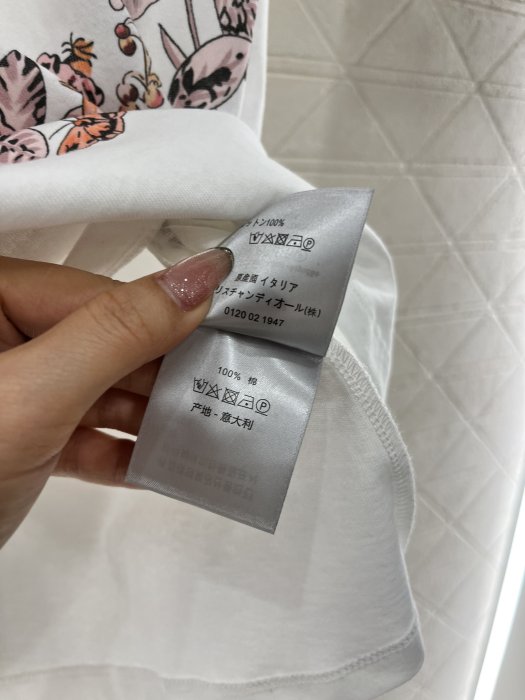 トン100%
原産国 イタリア
リスチャンディオール(株)
0120 02 1947
100% 棉
产地 - 意大利